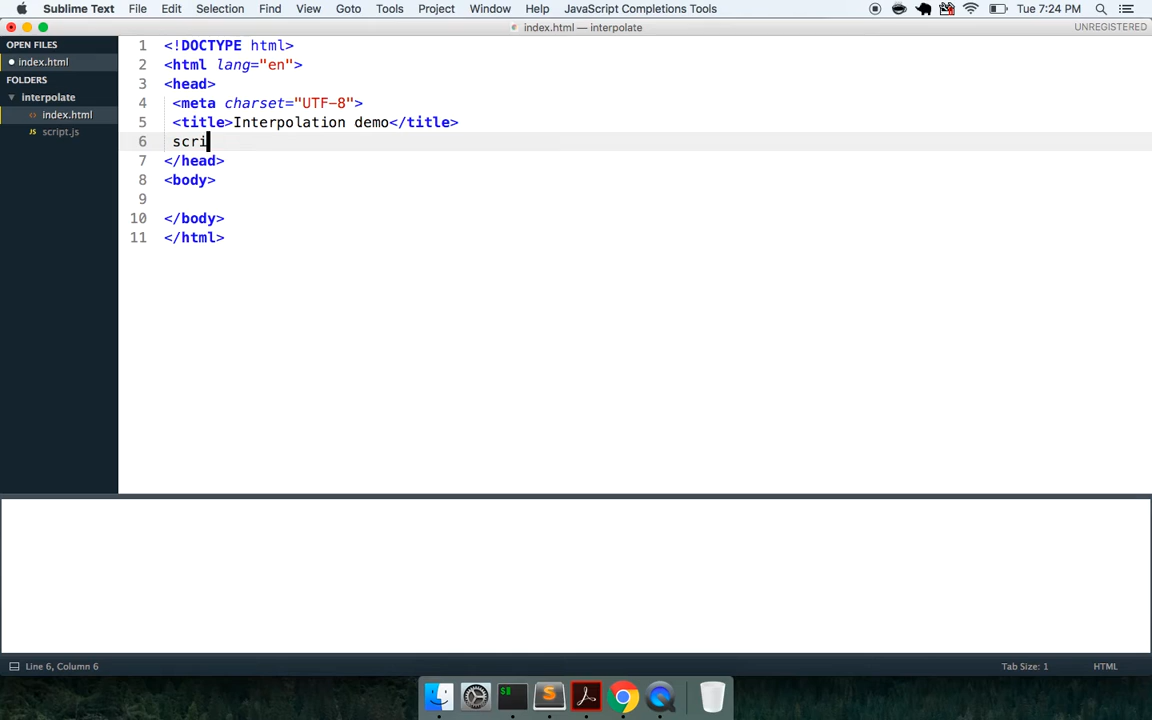 Sublime Text File Edit Selection Find View Goto Tools Project Window Help JavaScript Completions Tools Tue 7:24 PM
index.html — interpolate UNREGISTERED
OPEN FILES
index.html
FOLDERS
interpolate
index.html
JS script.js
1 <!DOCTYPE html>
2 <html lang="en">
3 <head>
4 <meta charset="UTF-8">
5 <title>Interpolation demo</title>
6 scri
7 </head>
8 <body>
9
10 </body>
11 </html>
Line 6, Column 6 Tab Size: 1 HTML